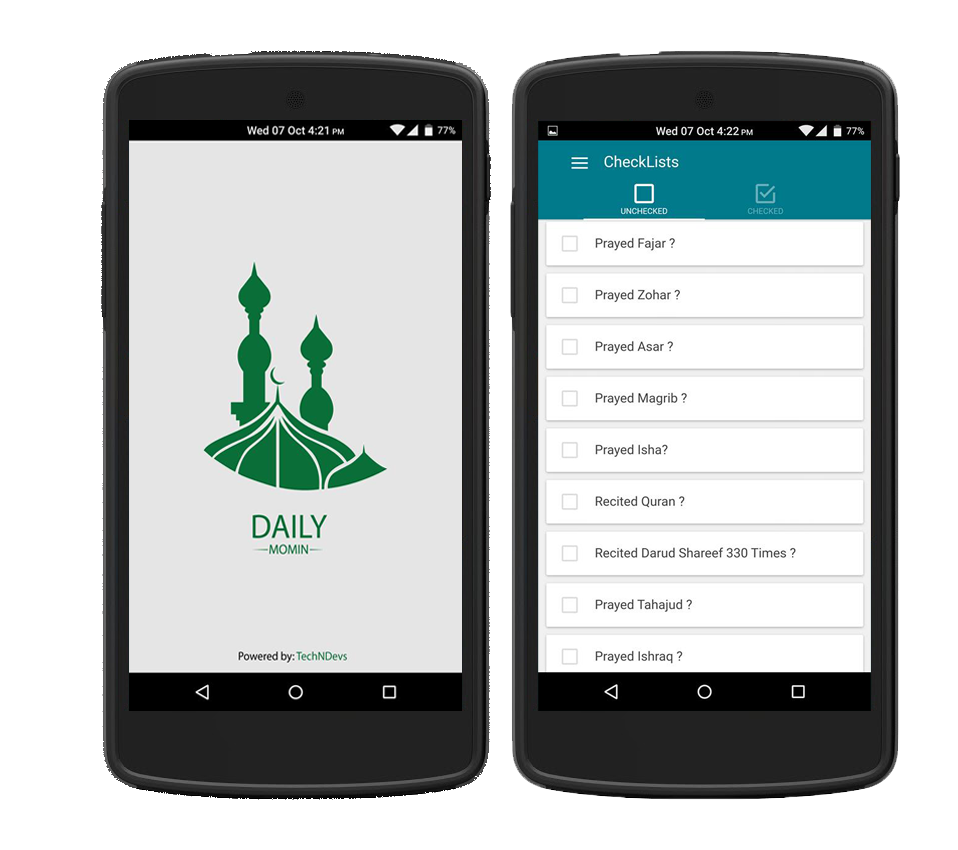 Wed 07 Oct 4:21 PM
77%
DAILY
MOMIN
Powered by: TechNDevs
Wed 07 Oct 4:22 PM
77%
CheckLists
UNCHECKED
CHECKED
Prayed Fajar ?
Prayed Zohar ?
Prayed Asar ?
Prayed Magrib ?
Prayed Isha?
Recited Quran ?
Recited Darud Shareef 330 Times ?
Prayed Tahajud ?
Prayed Ishraq ?